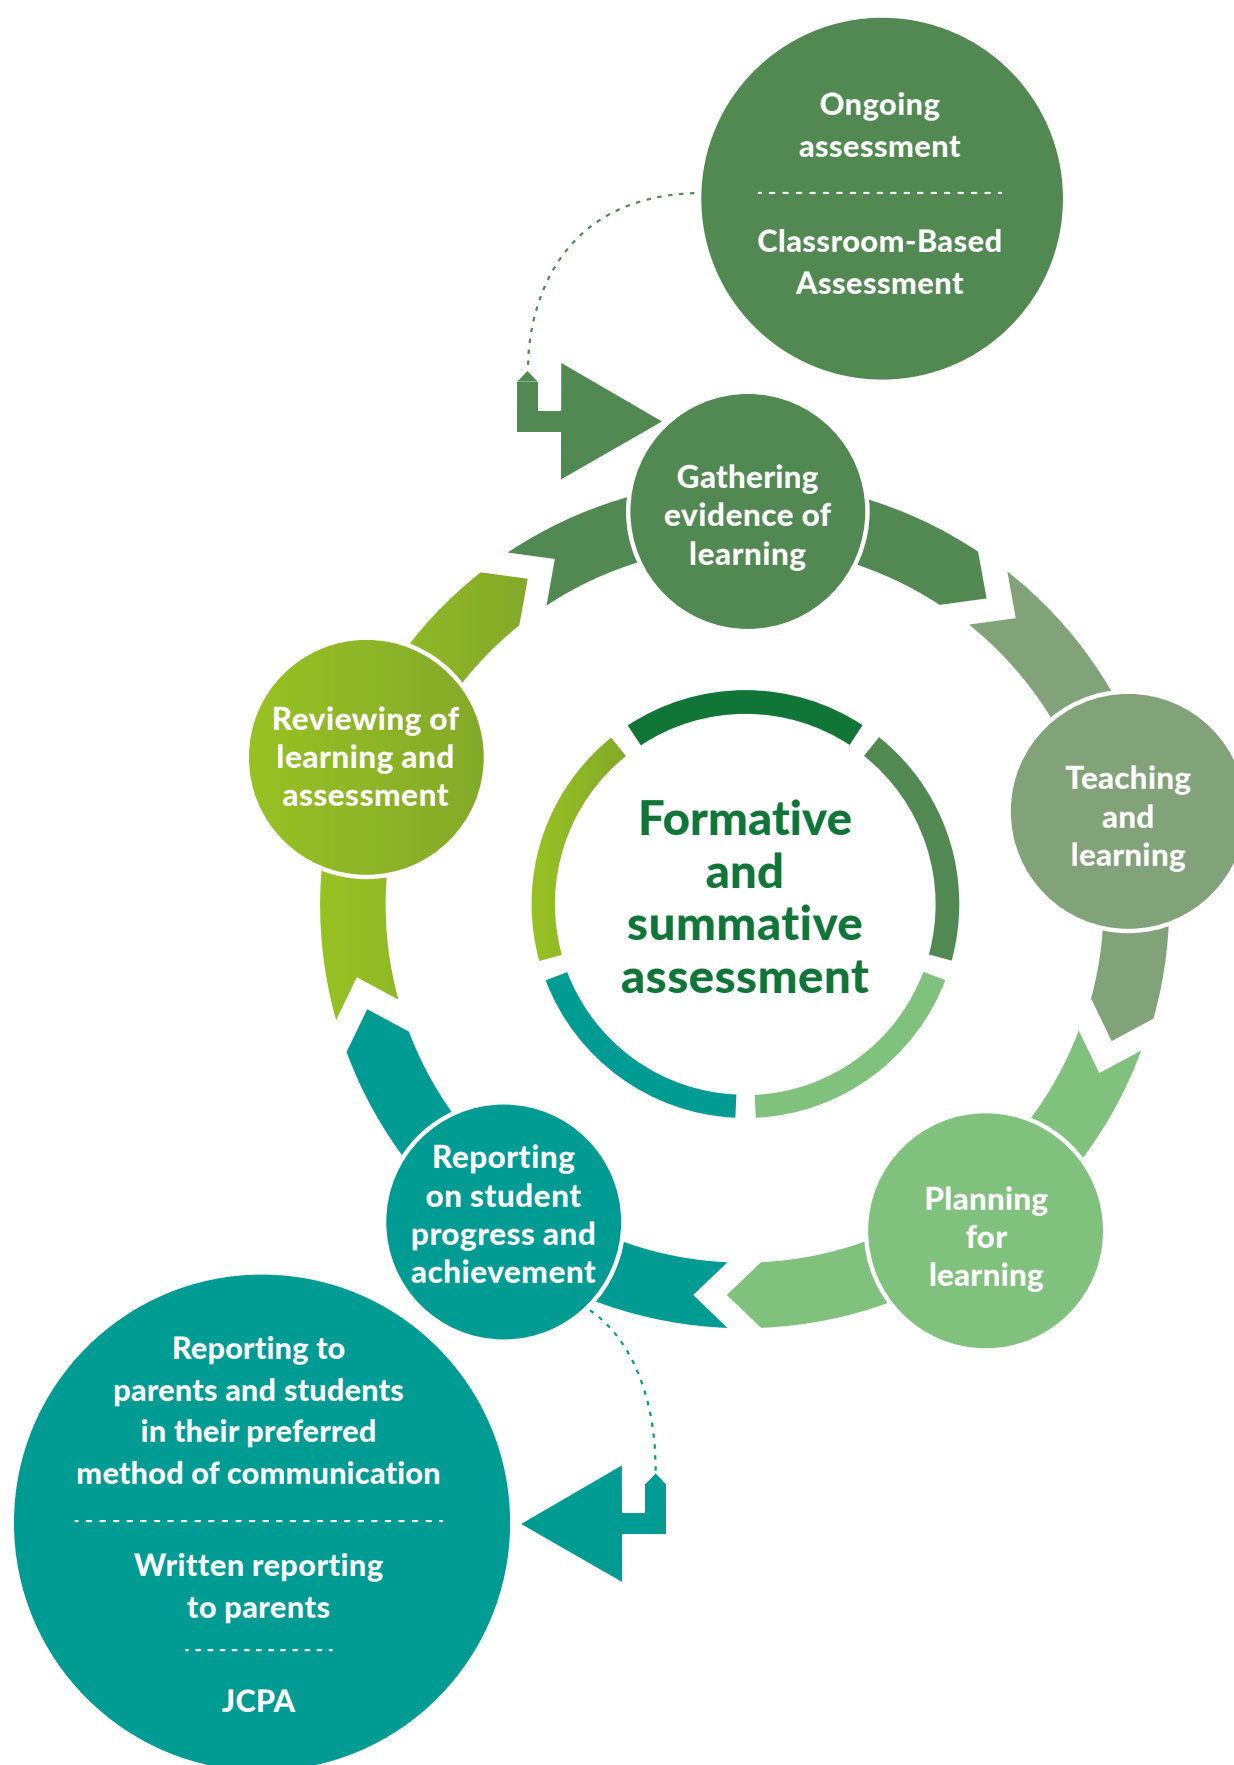 Ongoing
assessment
Classroom-Based
Assessment
Gathering
evidence of
learning
Teaching
and
learning
Planning
for
learning
Reporting
on student
progress and
achievement
Reviewing of
learning and
assessment
Formative
and
summative
assessment
Reporting to
parents and students
in their preferred
method of communication
Written reporting
to parents
JCPA